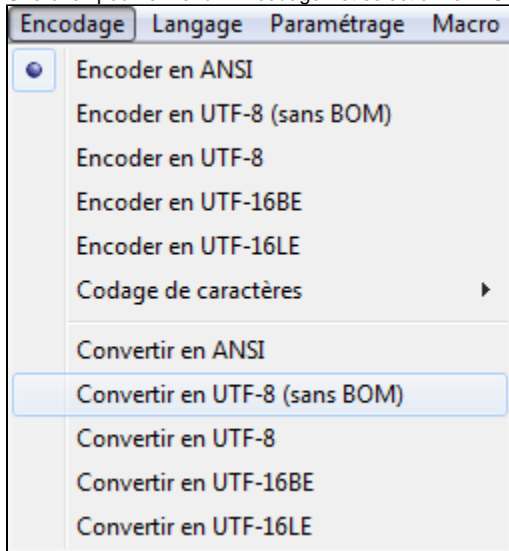 Encodage Langage Paramétrage Macro
Encoder en ANSI
Encoder en UTF-8 (sans BOM)
Encoder en UTF-8
Encoder en UTF-16BE
Encoder en UTF-16LE
Codage de caractères
Convertir en ANSI
Convertir en UTF-8 (sans BOM)
Convertir en UTF-8
Convertir en UTF-16BE
Convertir en UTF-16LE